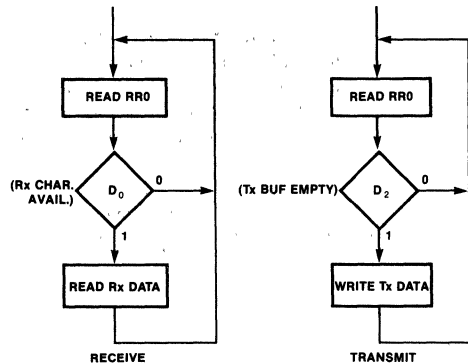 READ RR0
(Rx CHAR.
AVAIL.)
D0
0
1
READ Rx DATA
RECEIVE
READ RR0
(Tx BUF EMPTY)
D2
0
1
WRITE Tx DATA
TRANSMIT